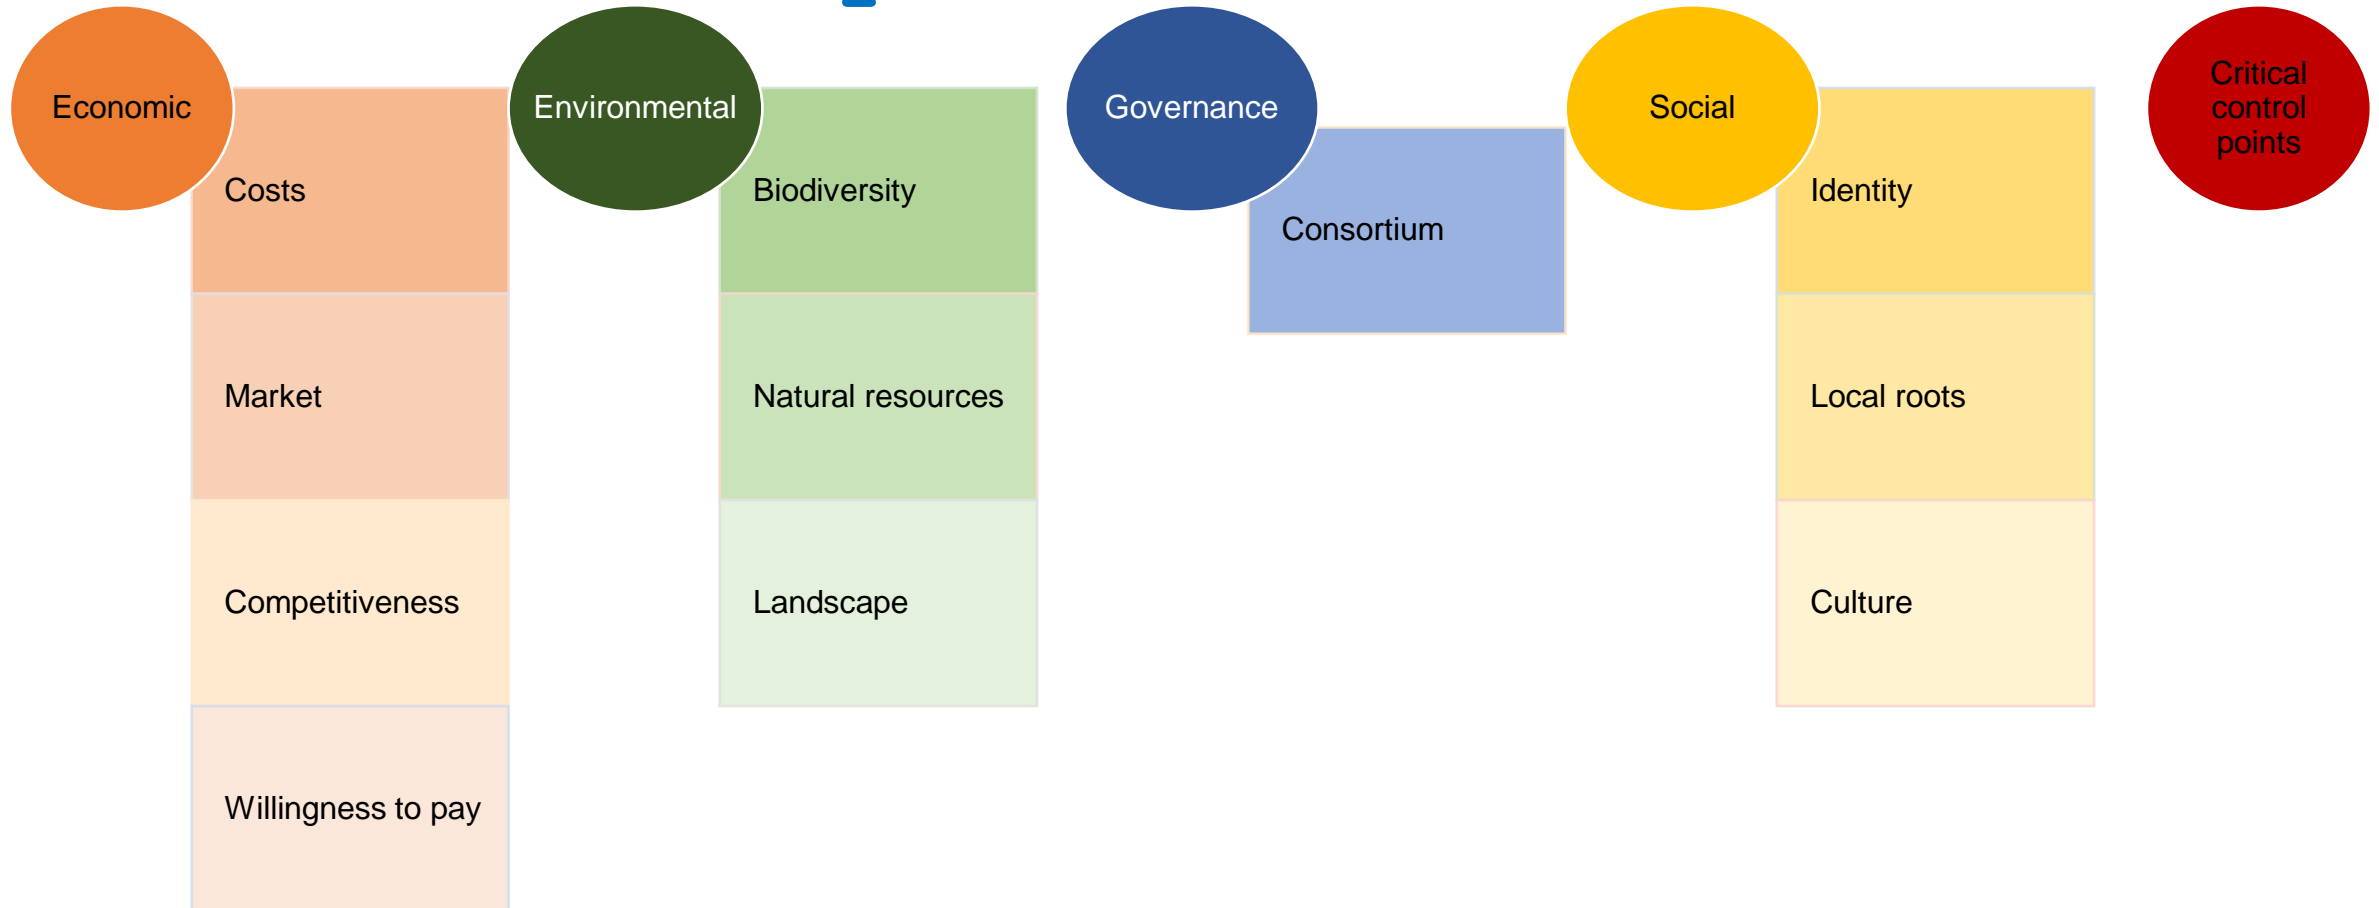 Economic
Costs
Market
Competitiveness
Willingness to pay
Environmental
Biodiversity
Natural resources
Landscape
Governance
Consortium
Social
Identity
Local roots
Culture
Critical
control
points